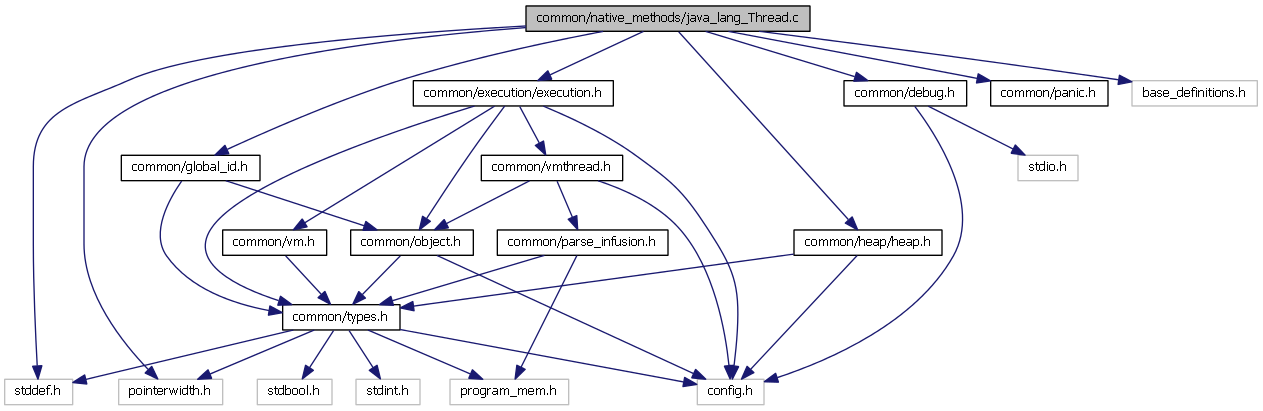 common/native_methods/java_lang_Thread.c
common/execution/execution.h
common/debug.h
common/panic.h
base_definitions.h
common/global_id.h
common/vmthread.h
stdio.h
common/vm.h
common/object.h
common/parse_infusion.h
common/heap/heap.h
common/types.h
stddef.h
pointerwidth.h
stdbool.h
stdint.h
program_mem.h
config.h